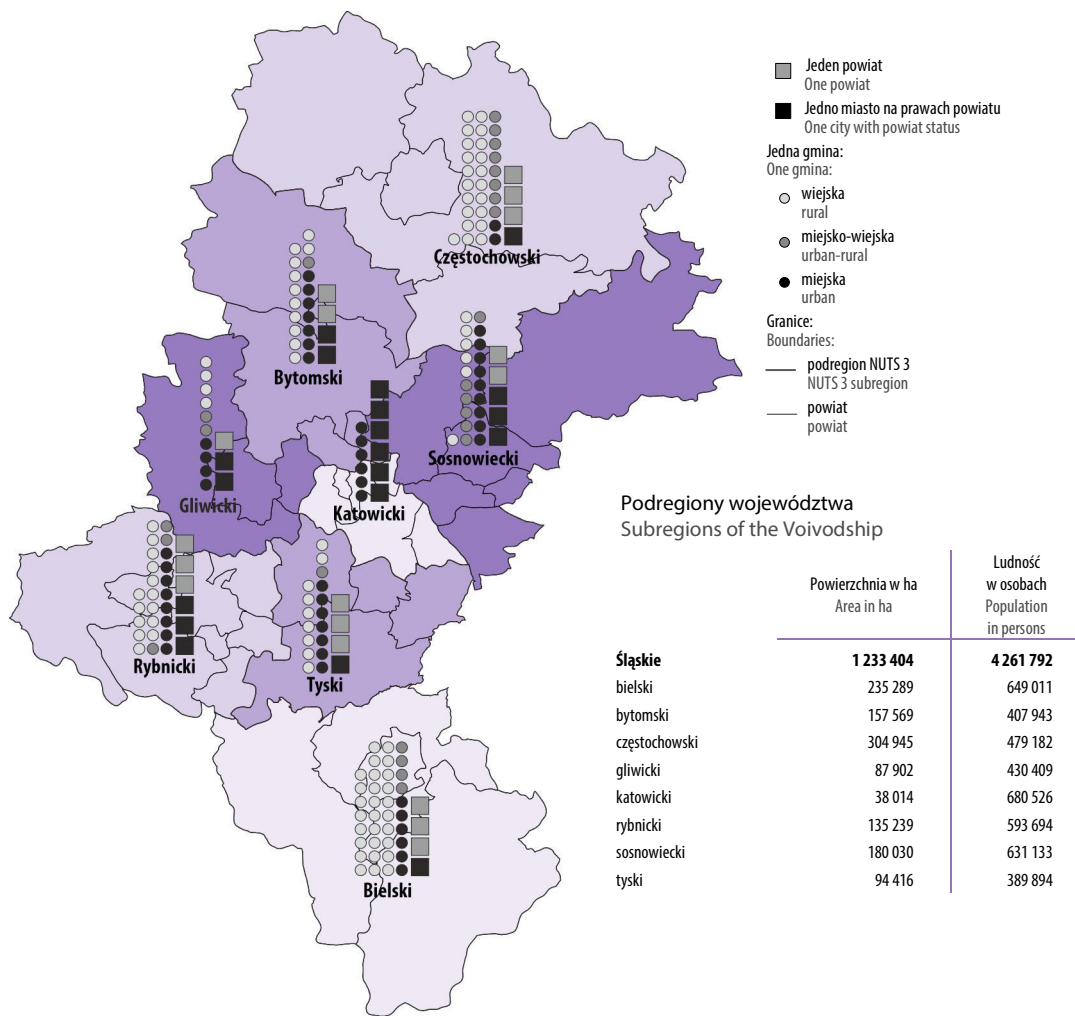 Jeden powiat
One powiat
Jedno miasto na prawach powiatu
One city with powiat status
Jedna gmina:
One gmina:
wiejska
rural
miejsko-wiejska
urban-rural
miejska
urban
Granice:
Boundaries:
podregion NUTS 3
NUTS 3 subregion
powiat
powiat
Częstochowski
Bytomski
Sosnowiecki
Gliwicki
Katowicki
Rybnicki
Tyski
Bielski
Podregiony województwa
Subregions of the Voivodship
Powierzchnia w ha
Area in ha
Ludność
w osobach
Population
in persons
Śląskie 1 233 404 4 261 792
bielski 235 289 649 011
bytomski 157 569 407 943
częstochowski 304 945 479 182
gliwicki 87 902 430 409
katowicki 38 014 680 526
rybnicki 135 239 593 694
sosnowiecki 180 030 631 133
tyski 94 416 389 894